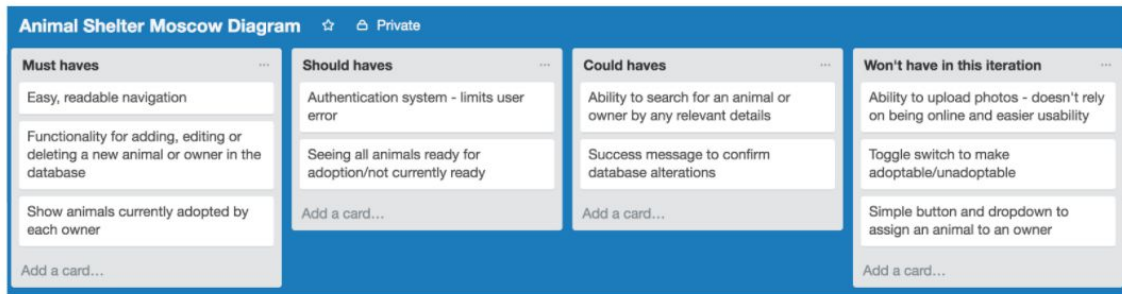 Animal Shelter Moscow Diagram
Private
Must haves
Easy, readable navigation
Functionality for adding, editing or
deleting a new animal or owner in the
database
Show animals currently adopted by
each owner
Add a card...
Should haves
Authentication system - limits user
error
Seeing all animals ready for
adoption/not currently ready
Add a card...
Could haves
Ability to search for an animal or
owner by any relevant details
Success message to confirm
database alterations
Add a card...
Won't have in this iteration
Ability to upload photos - doesn't rely
on being online and easier usability
Toggle switch to make
adoptable/unadoptable
Simple button and dropdown to
assign an animal to an owner
Add a card...